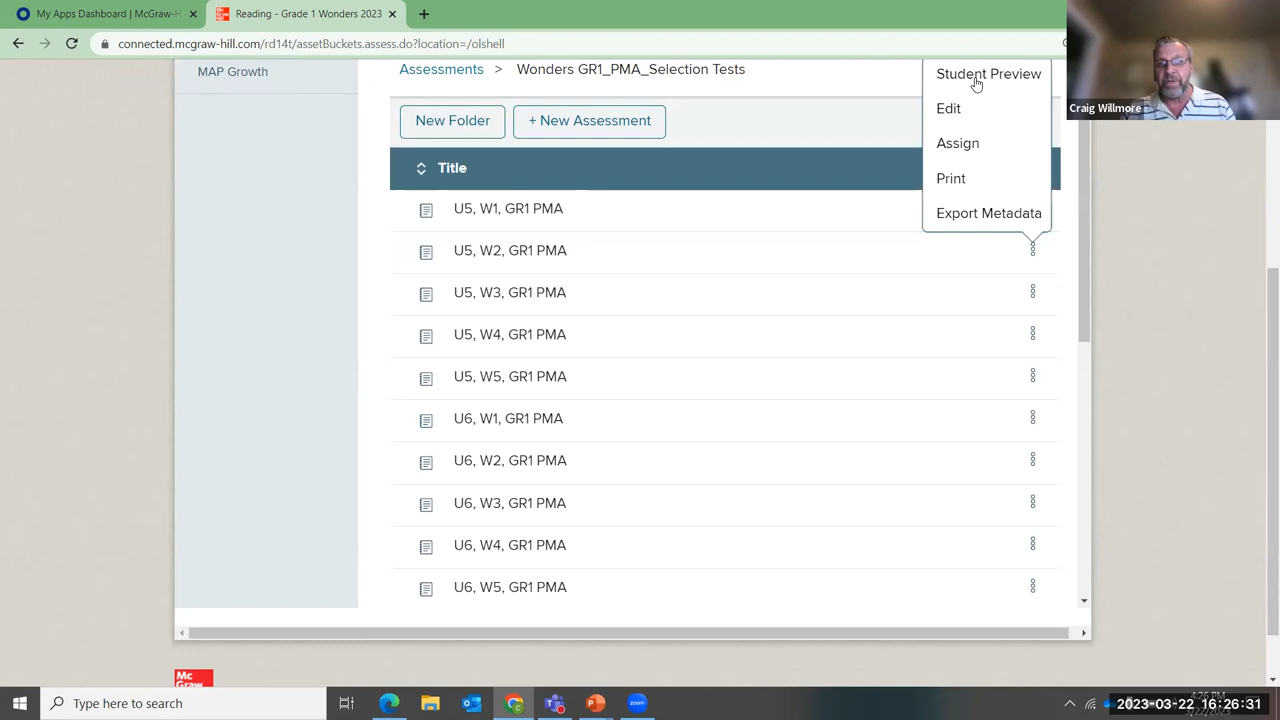 My Apps Dashboard | McGraw-H
Reading - Grade 1 Wonders 2023
connected.mcgraw-hill.com/rd14t/assetBuckets.assess.do?location=/olshell
MAP Growth
Assessments > Wonders GR1_PMA_Selection Tests
New Folder
+ New Assessment
Student Preview
Edit
Assign
Print
Export Metadata
Craig Willmore
Title
U5, W1, GR1 PMA
U5, W2, GR1 PMA
U5, W3, GR1 PMA
U5, W4, GR1 PMA
U5, W5, GR1 PMA
U6, W1, GR1 PMA
U6, W2, GR1 PMA
U6, W3, GR1 PMA
U6, W4, GR1 PMA
U6, W5, GR1 PMA
Mc
Graw
Type here to search
zoom
2023-03-22 16:26:31